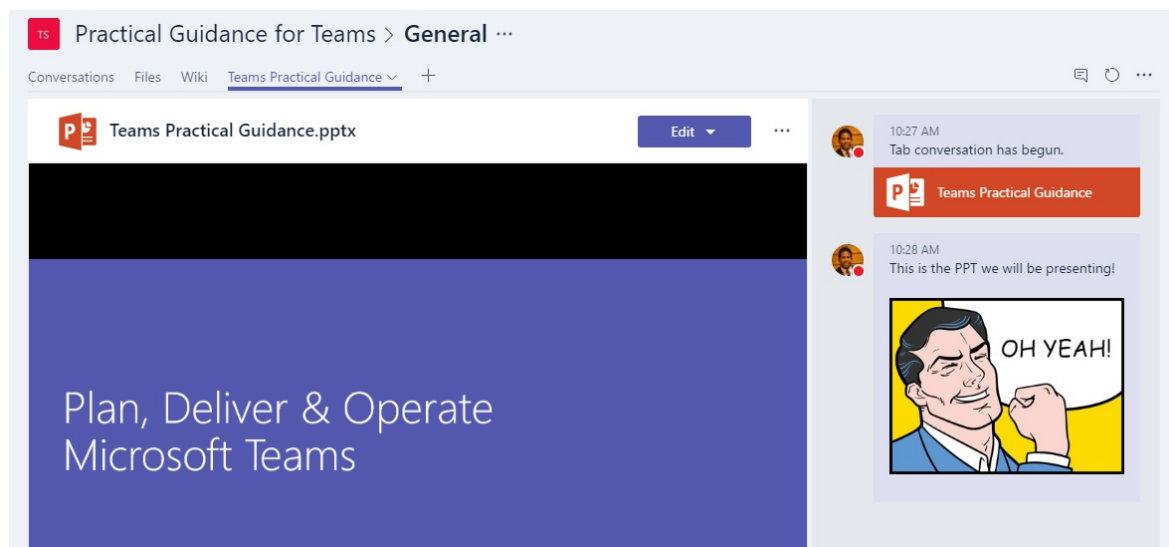 TS Practical Guidance for Teams > General ...
Conversations Files Wiki Teams Practical Guidance
Teams Practical Guidance.pptx Edit ...
Plan, Deliver & Operate
Microsoft Teams
10:27 AM
Tab conversation has begun.
Teams Practical Guidance
10:28 AM
This is the PPT we will be presenting!
OH YEAH!